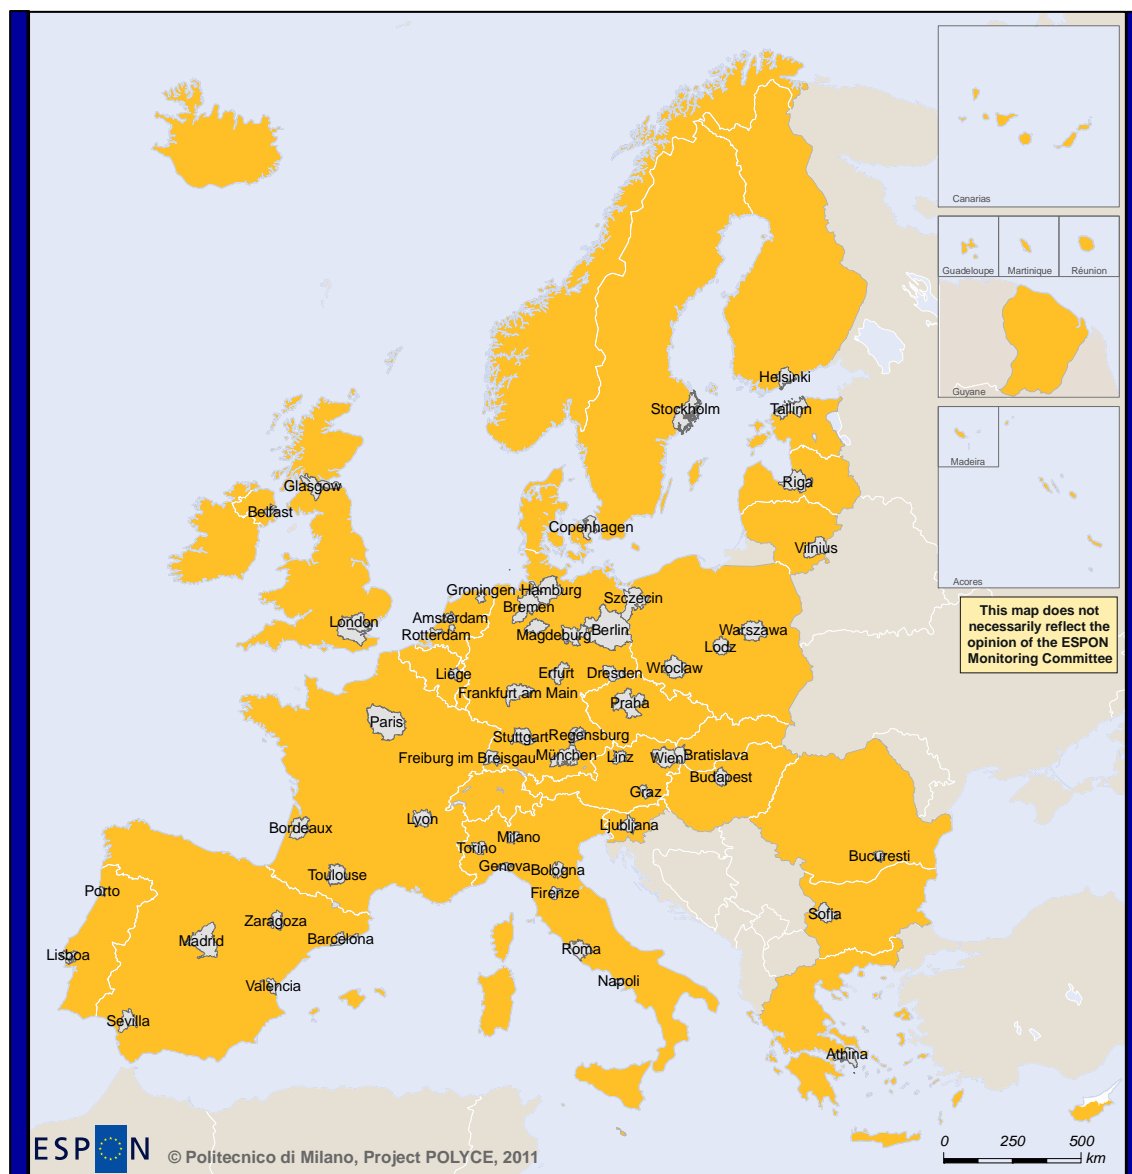 Canarias
Guadeloupe
Martinique
Réunion
Guyane
Madeira
Acores
This map does not
necessarily reflect the
opinion of the ESPON
Monitoring Committee
Helsinki
Stockholm
Tallinn
Riga
Glasgow
Belfast
Copenhagen
Vilnius
Groningen
Hamburg
Szczecin
Bremen
Amsterdam
London
Rotterdam
Magdeburg
Berlin
Warszawa
Lodz
Liège
Erfurt
Dresden
Wroclaw
Frankfurt am Main
Praha
Paris
Stuttgart
Regensburg
Freiburg im Breisgau
München
Linz
Wien
Bratislava
Budapest
Graz
Lyon
Bordeaux
Ljubljana
Milano
Torino
Genova
Bologna
Bucuresti
Toulouse
Firenze
Porto
Zaragoza
Sofia
Madrid
Barcelona
Roma
Lisboa
Valencia
Napoli
Sevilla
Athina
ESPON
© Politecnico di Milano, Project POLYCE, 2011
0 250 500
km